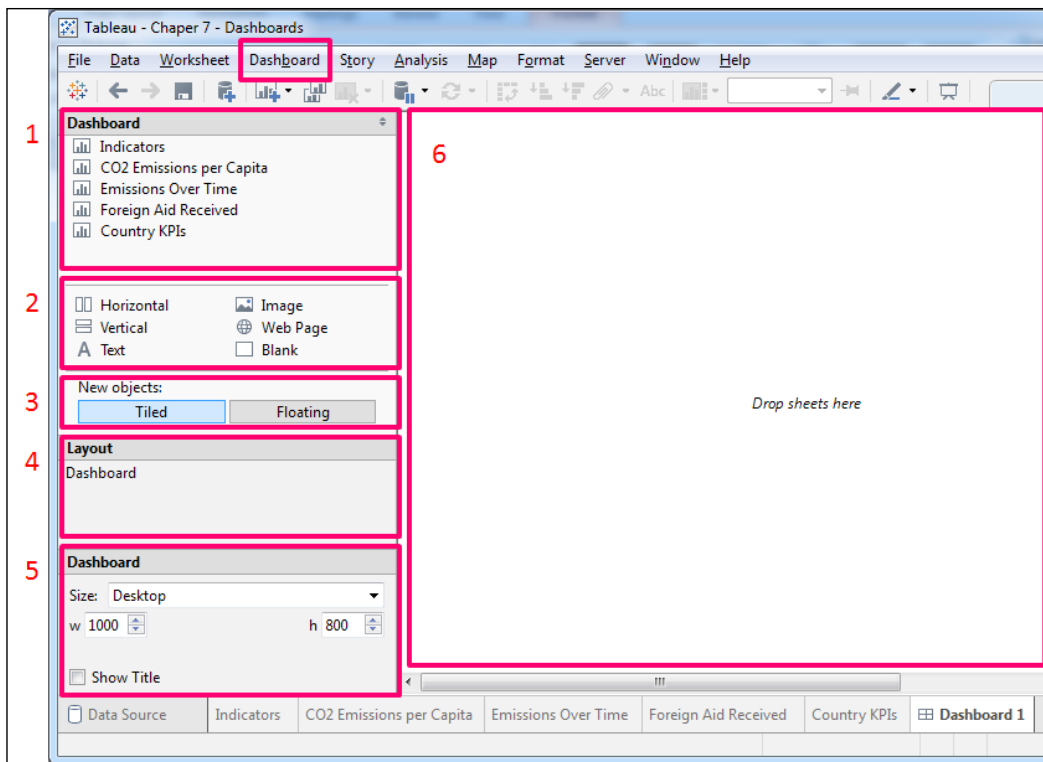 Tableau - Chaper 7 - Dashboards
File Data Worksheet Dashboard Story Analysis Map Format Server Window Help
Abc
1
Dashboard
Indicators
CO2 Emissions per Capita
Emissions Over Time
Foreign Aid Received
Country KPIs
2
Horizontal Image
Vertical Web Page
A Text Blank
3
New objects:
Tiled Floating
4
Layout
Dashboard
5
Dashboard
Size: Desktop
w 1000 h 800
Show Title
6
Drop sheets here
Data Source Indicators CO2 Emissions per Capita Emissions Over Time Foreign Aid Received Country KPIs Dashboard 1